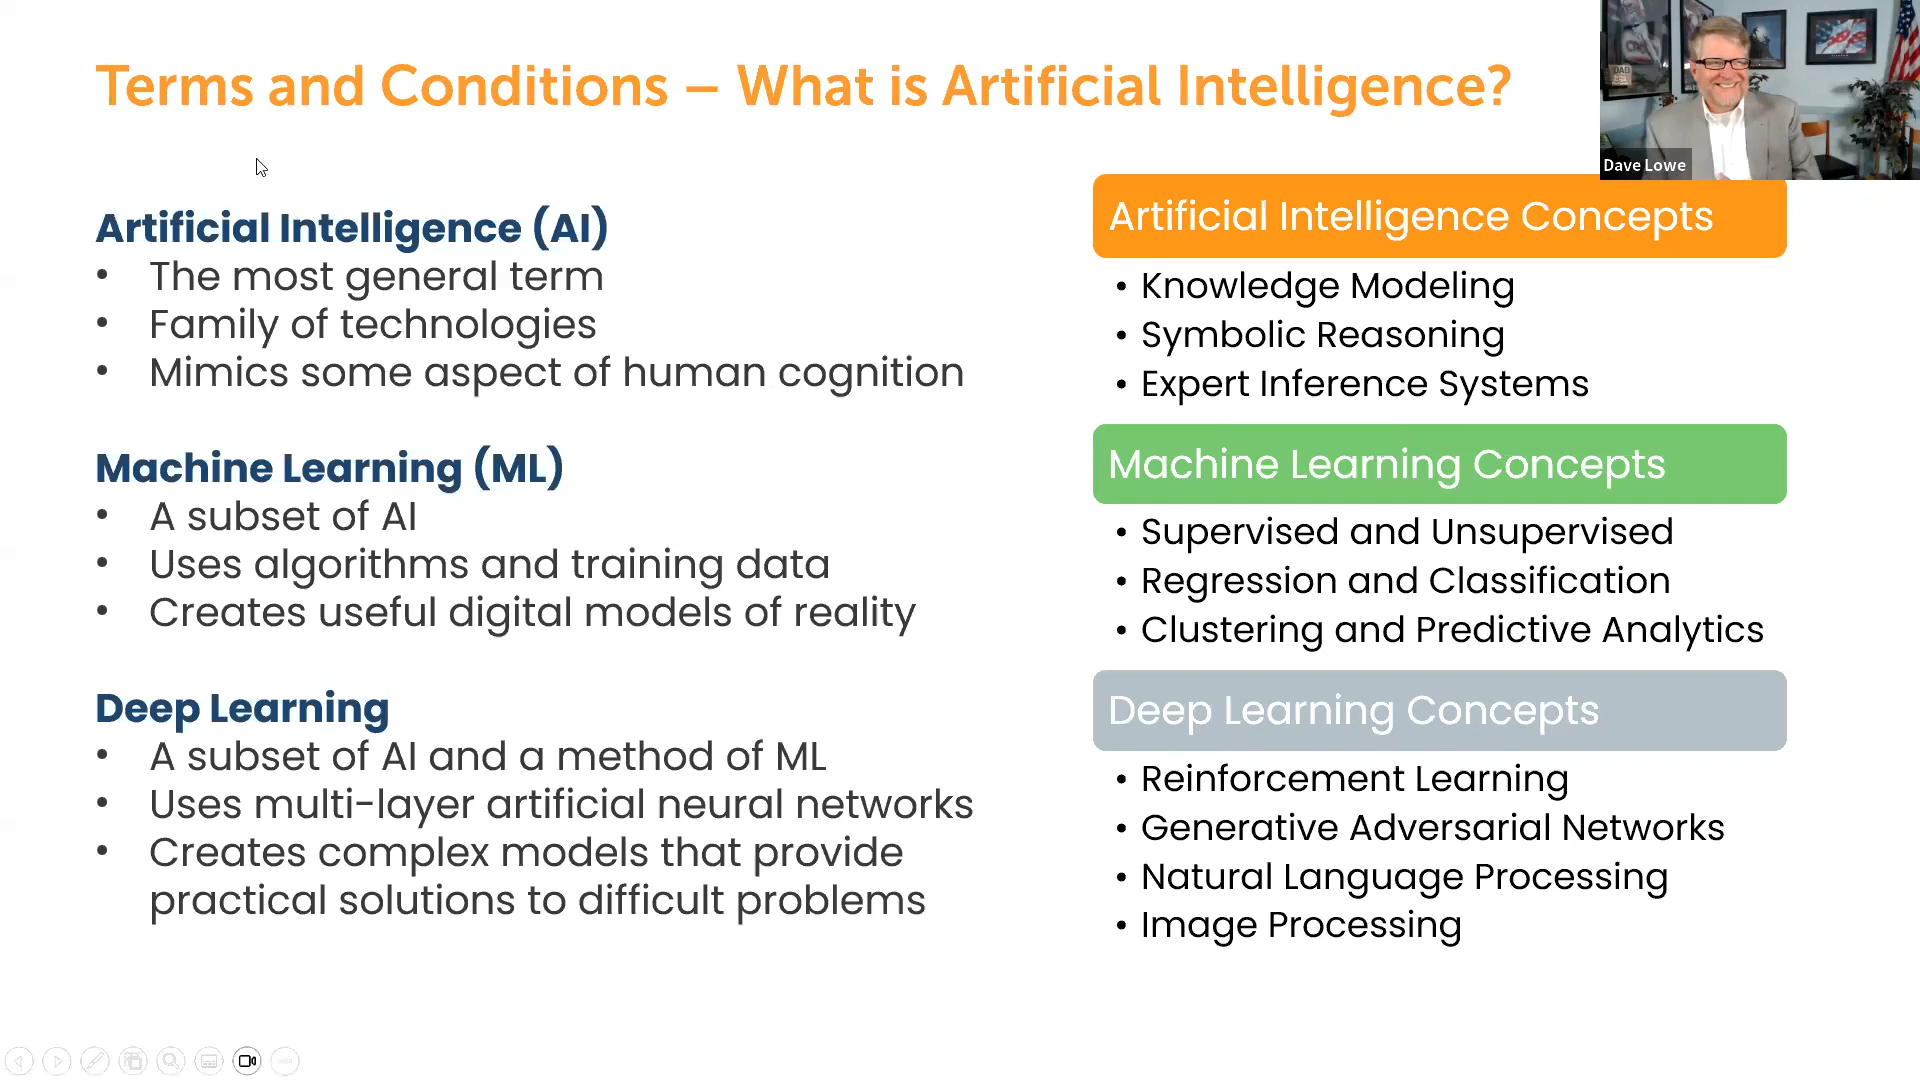 Terms and Conditions – What is Artificial Intelligence?
Dave Lowe
Artificial Intelligence (AI)
• The most general term
• Family of technologies
• Mimics some aspect of human cognition
Machine Learning (ML)
• A subset of AI
• Uses algorithms and training data
• Creates useful digital models of reality
Deep Learning
• A subset of AI and a method of ML
• Uses multi-layer artificial neural networks
• Creates complex models that provide
practical solutions to difficult problems
Artificial Intelligence Concepts
• Knowledge Modeling
• Symbolic Reasoning
• Expert Inference Systems
Machine Learning Concepts
• Supervised and Unsupervised
• Regression and Classification
• Clustering and Predictive Analytics
Deep Learning Concepts
• Reinforcement Learning
• Generative Adversarial Networks
• Natural Language Processing
• Image Processing
DAD